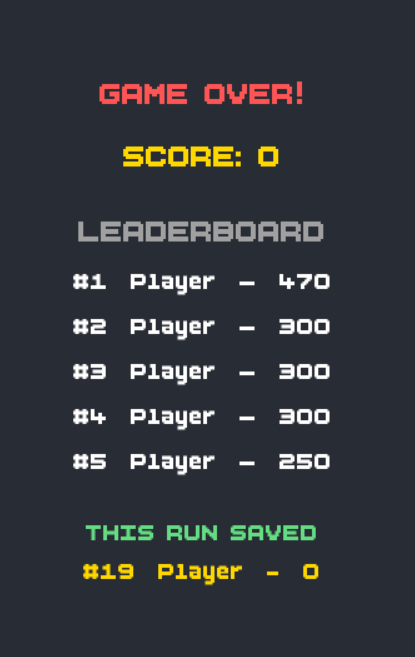 GAME OVER!
SCORE: 0
LEADERBOARD
#1 Player - 470
#2 Player - 300
#3 Player - 300
#4 Player - 300
#5 Player - 250
THIS RUN SAVED
#19 Player - 0